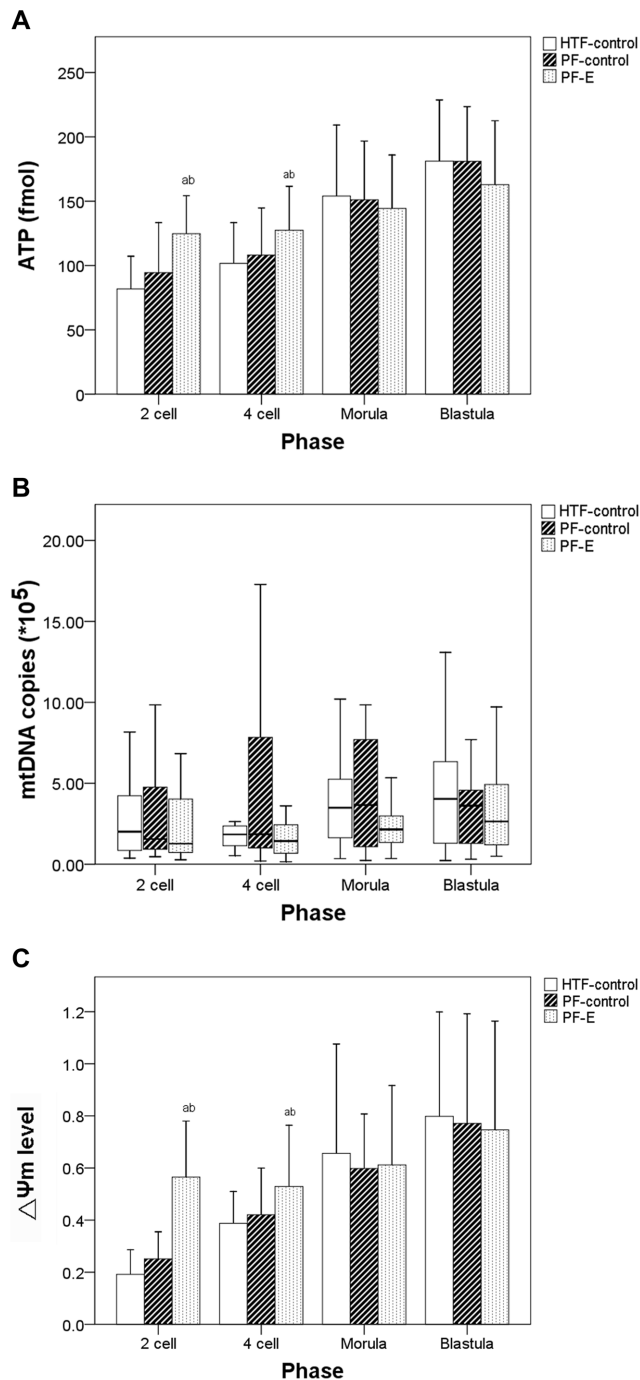 A
HTF-control
PF-control
PF-E
250
200
150
100
50
0
ATP (fmol)
ab
ab
2 cell
4 cell
Morula
Blastula
Phase
B
HTF-control
PF-control
PF-E
20.00
15.00
10.00
5.00
0.00
mtDNA copies (*10⁵)
2 cell
4 cell
Morula
Blastula
Phase
C
HTF-control
PF-control
PF-E
1.2
1.0
0.8
0.6
0.4
0.2
0.0
△Ψm level
ab
ab
2 cell
4 cell
Morula
Blastula
Phase